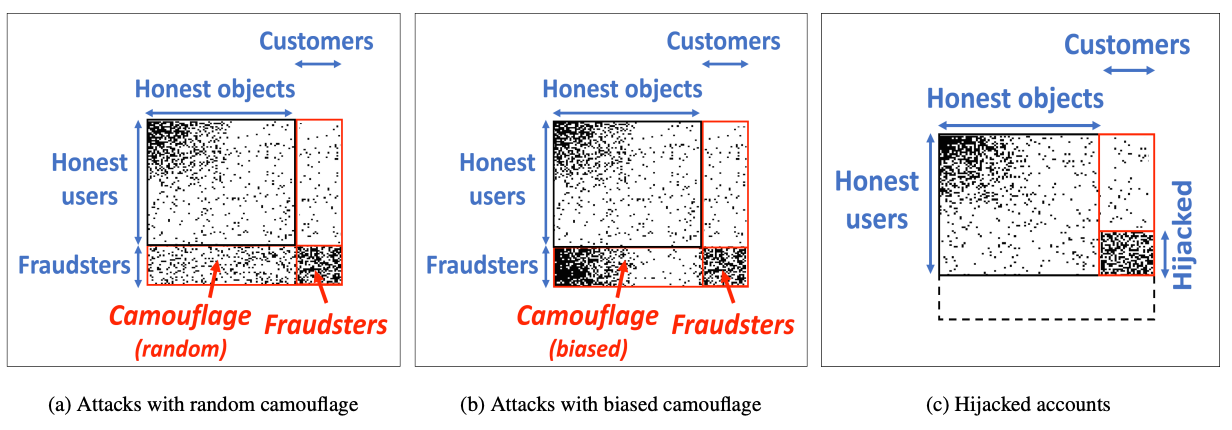 Customers
Honest objects
Honest
users
Fraudsters
Camouflage
(random)
Fraudsters
(a) Attacks with random camouflage
Customers
Honest objects
Honest
users
Fraudsters
Camouflage
(biased)
Fraudsters
(b) Attacks with biased camouflage
Customers
Honest objects
Honest
users
Hijacked
(c) Hijacked accounts